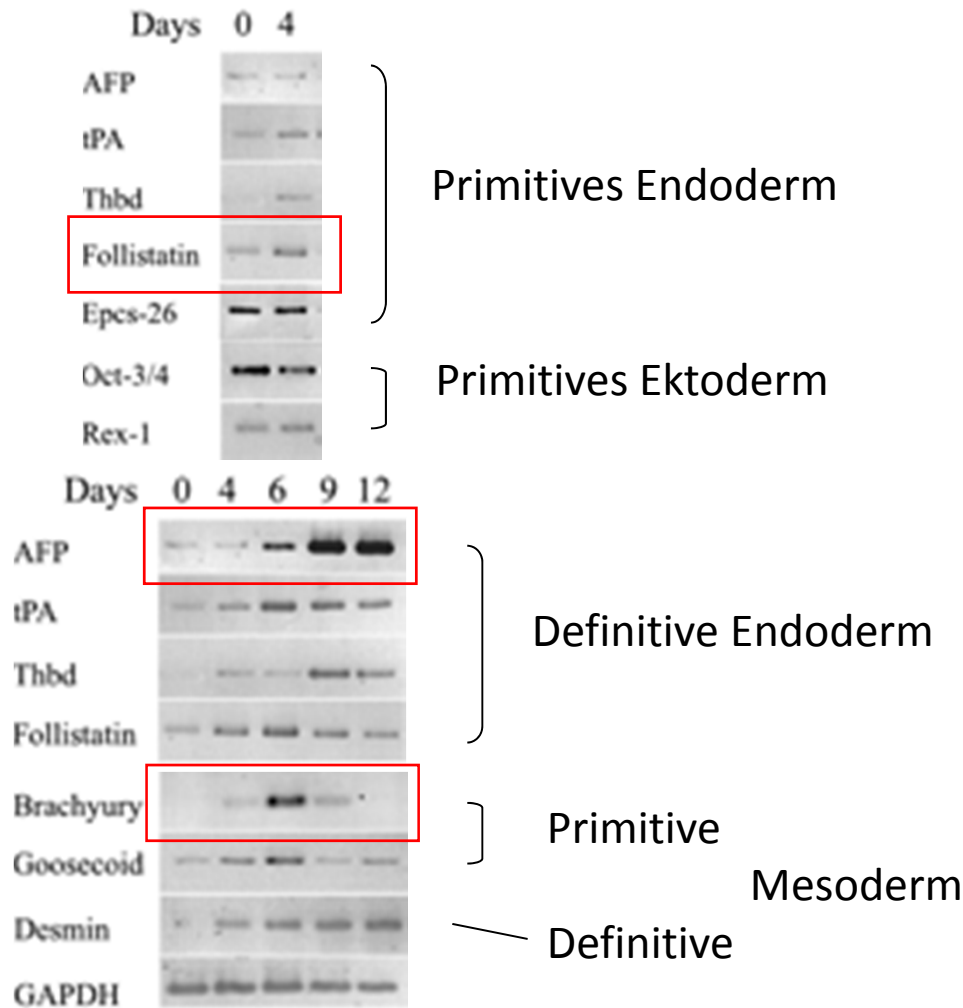 Days 0 4
AFP
tPA
Thbd
Primitives Endoderm
Follistatin
Epcs-26
Oct-3/4
Primitives Ektoderm
Rex-1
Days 0 4 6 9 12
AFP
tPA
Definitive Endoderm
Thbd
Follistatin
Brachyury
Primitive
Goosecoid
Mesoderm
Desmin
Definitive
GAPDH